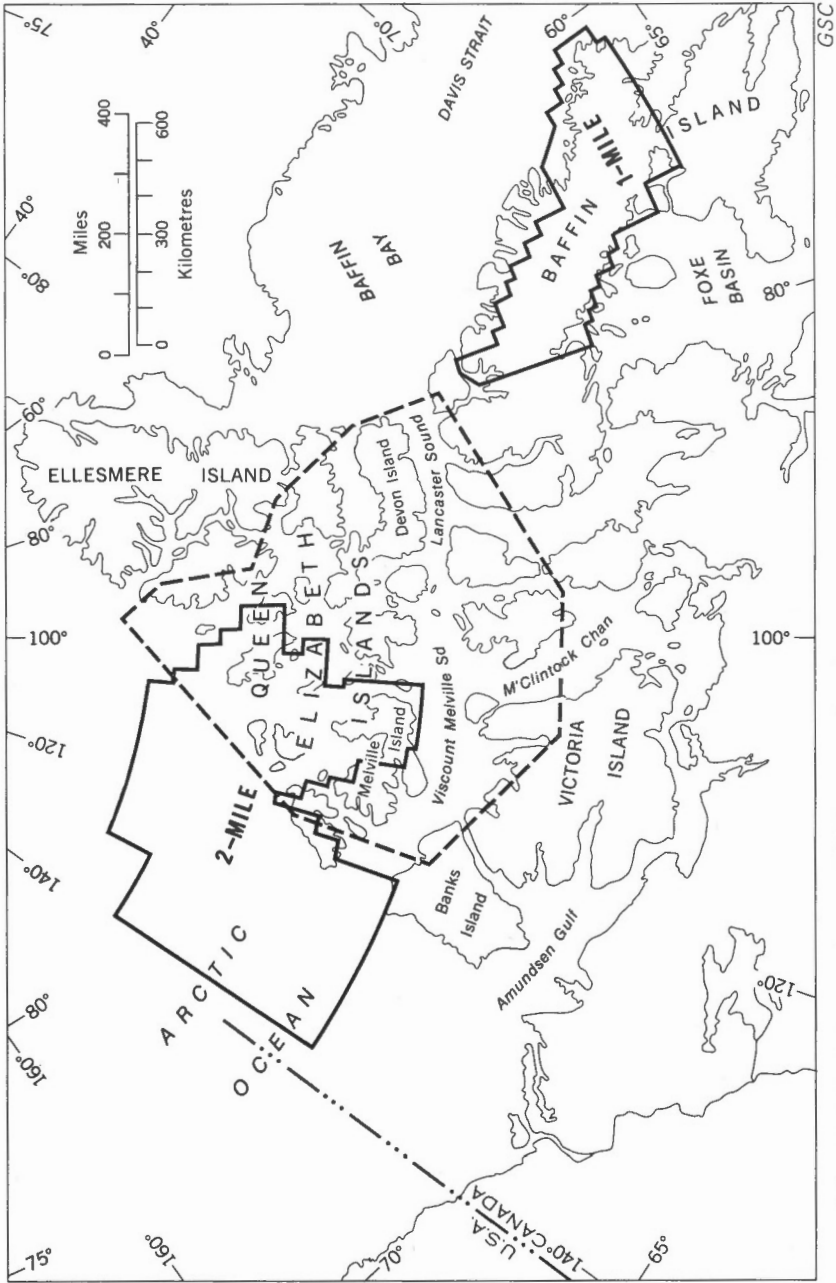 75°
40°
70°
60°
65°
GSC
DAVIS STRAIT
400
600
200
300
0
0
Miles
Kilometres
40°
80°
BAFFIN
BAY
1-MILE
BAFFIN
ISLAND
FOXE
BASIN
80°
60°
ELLESMERE ISLAND
80°
Devon Island
Lancaster Sound
QUEEN
ELIZABETH
ISLANDS
100°
100°
Melville
Island
Viscount Melville Sd
M'Clintock Chan
120°
VICTORIA
ISLAND
2-MILE
140°
Banks
Island
Amundsen Gulf
120°
ARCTIC
OCEAN
80°
160°
U.S.A.
CANADA
140°
75°
160°
70°
65°